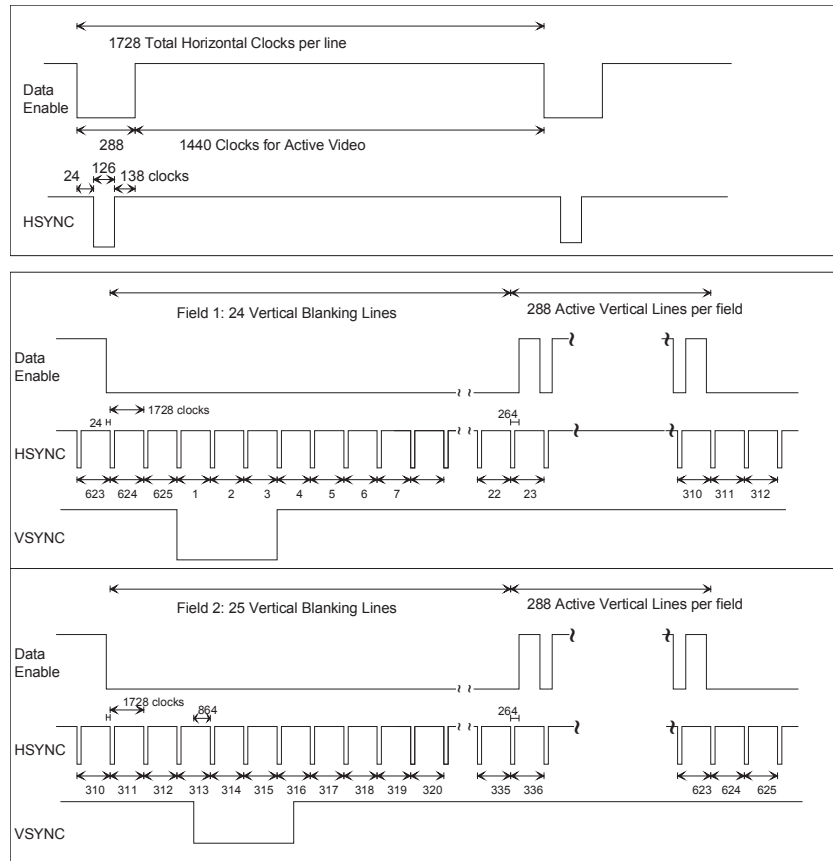 1728 Total Horizontal Clocks per line
Data
Enable
288
1440 Clocks for Active Video
24
126
138 clocks
HSYNC
Field 1: 24 Vertical Blanking Lines
288 Active Vertical Lines per field
Data
Enable
1728 clocks
24
264
HSYNC
623 624 625 1 2 3 4 5 6 7 22 23 310 311 312
VSYNC
Field 2: 25 Vertical Blanking Lines
288 Active Vertical Lines per field
Data
Enable
1728 clocks
864
264
HSYNC
310 311 312 313 314 315 316 317 318 319 320 335 336 623 624 625
VSYNC